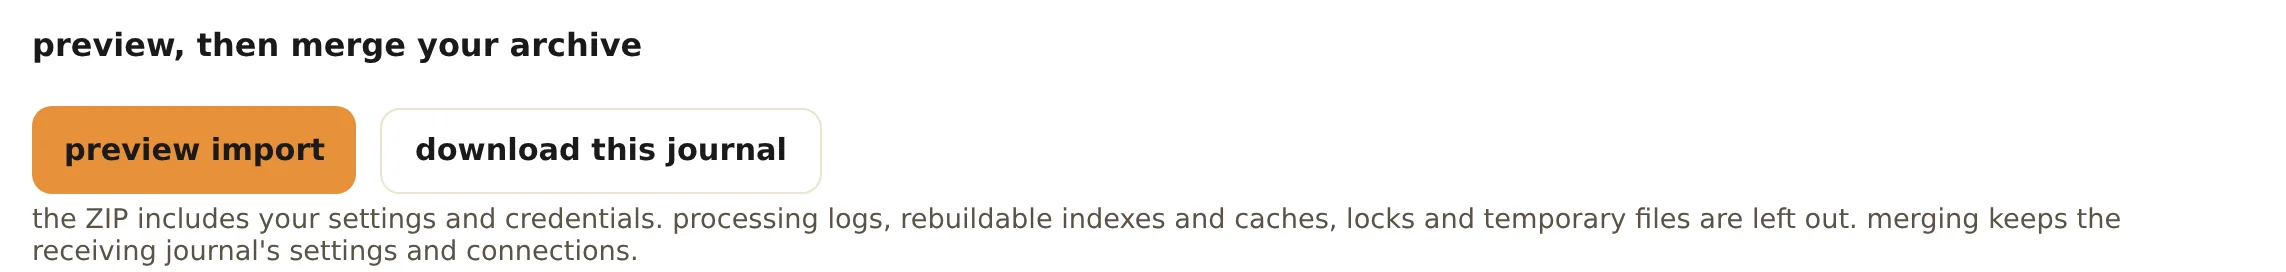 preview, then merge your archive
preview import
download this journal
the ZIP includes your settings and credentials. processing logs, rebuildable indexes and caches, locks and temporary files are left out. merging keeps the
receiving journal's settings and connections.